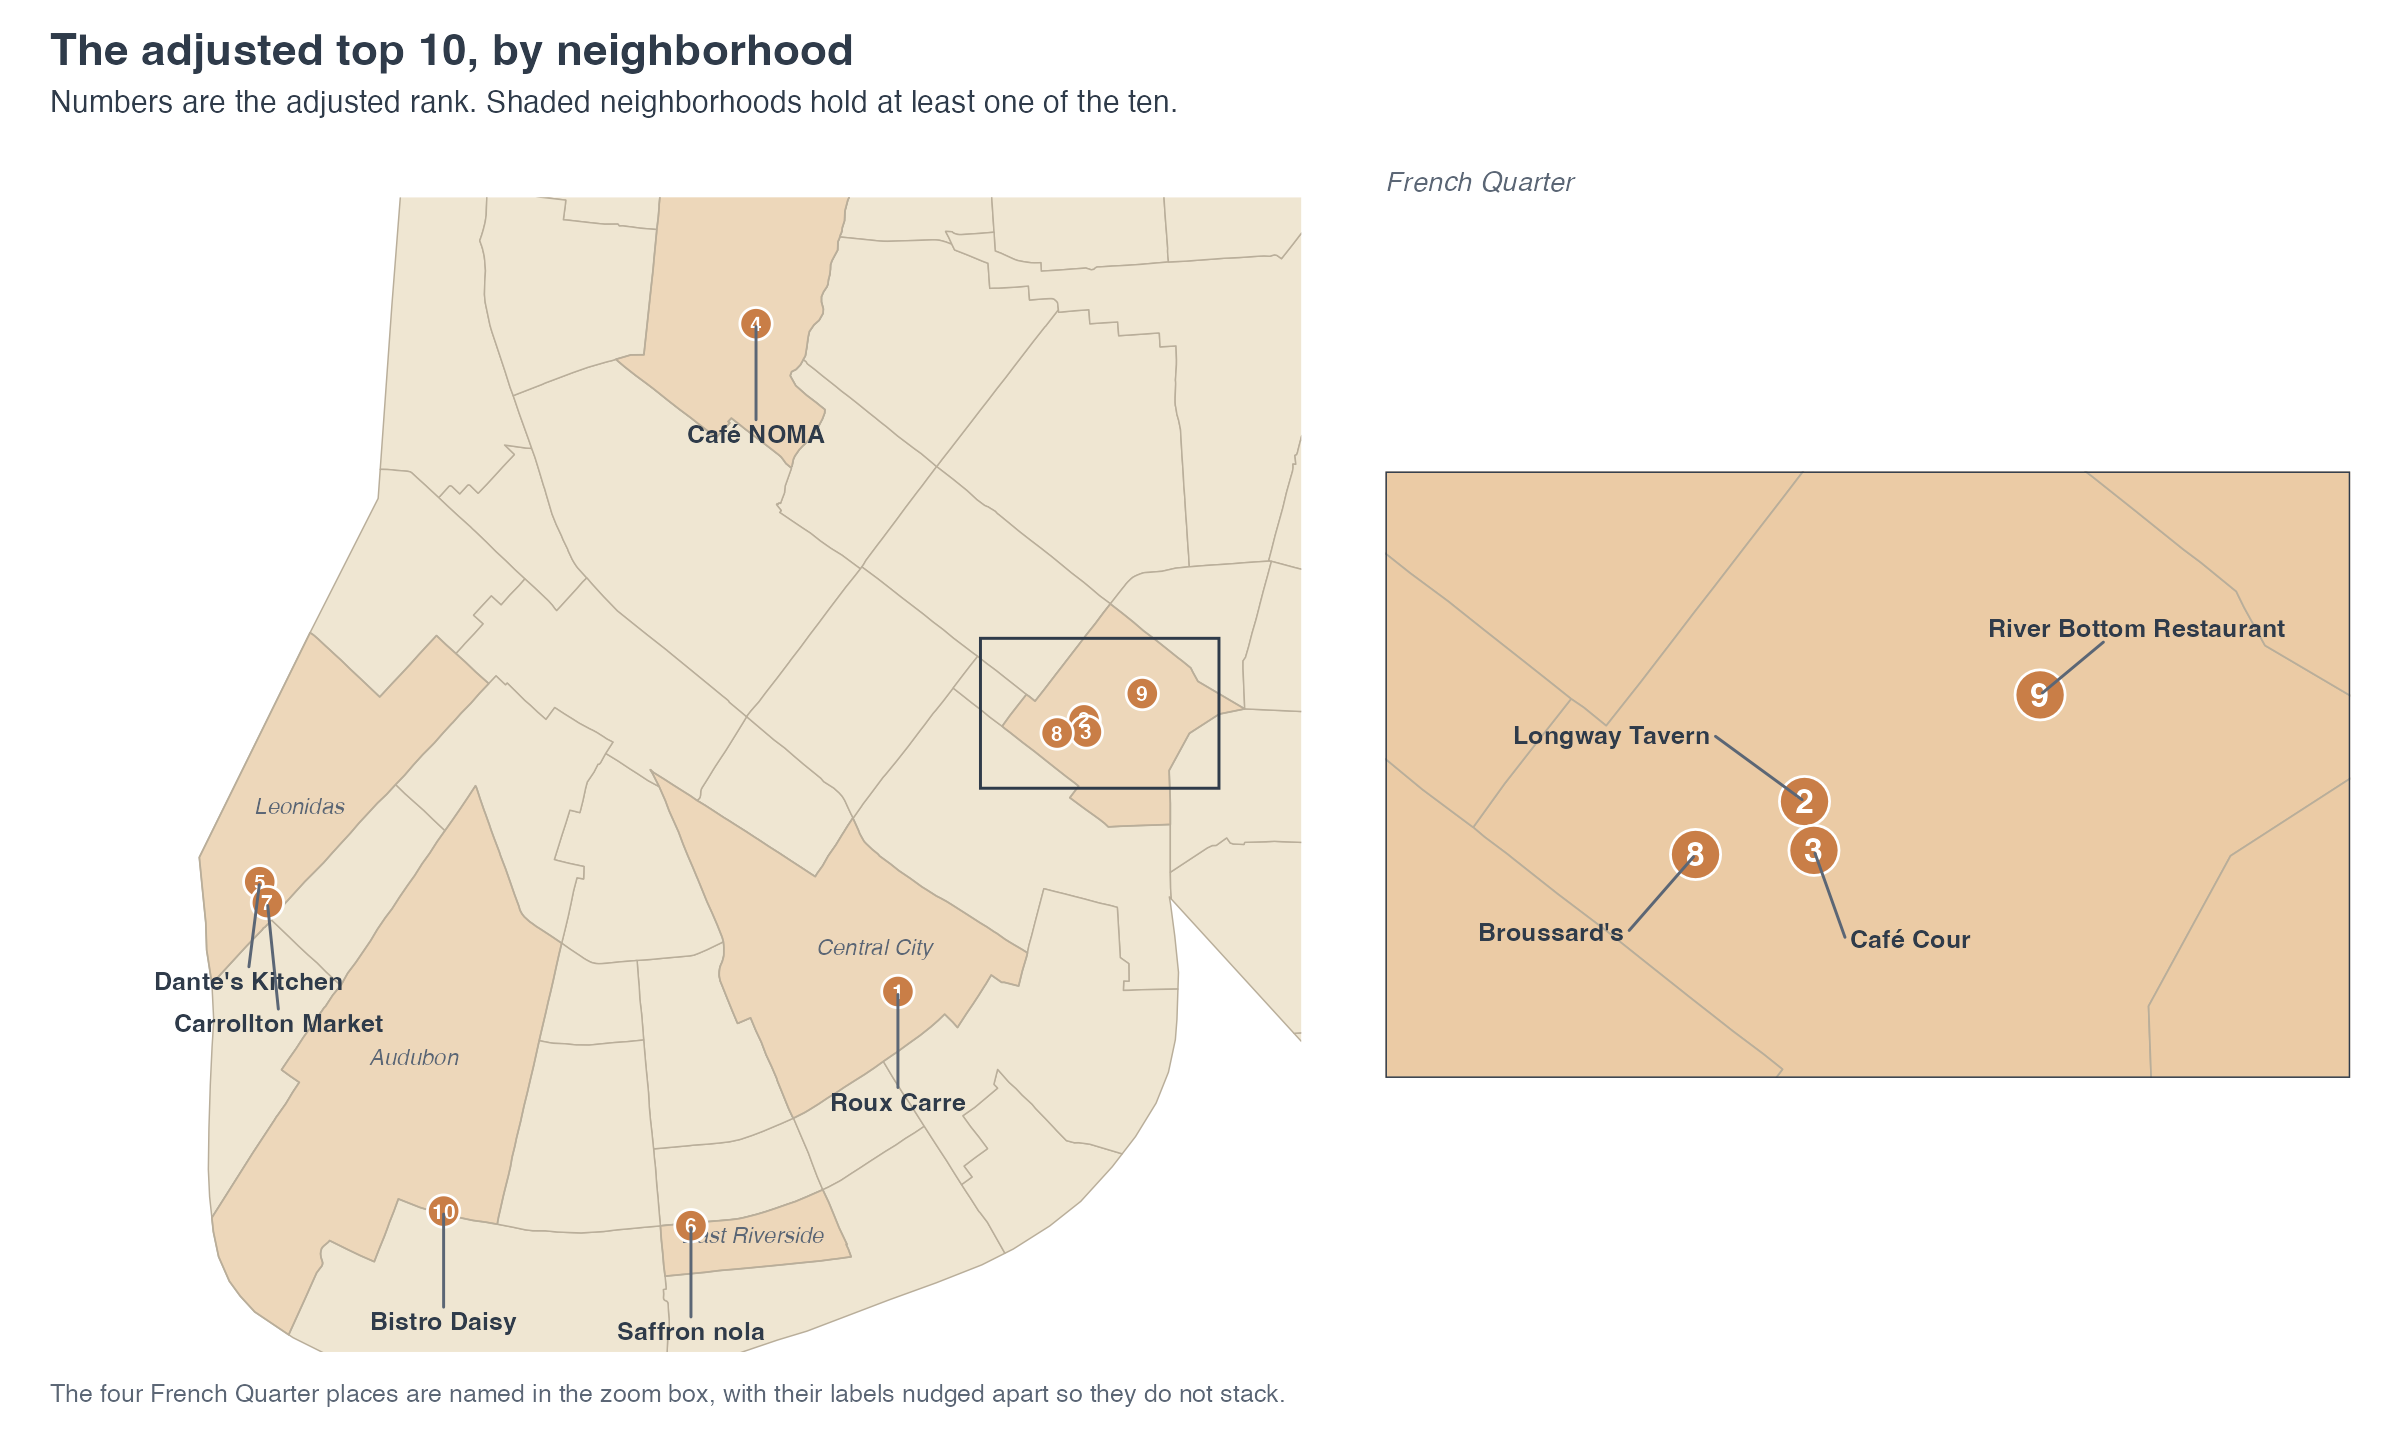 The adjusted top 10, by neighborhood
Numbers are the adjusted rank. Shaded neighborhoods hold at least one of the ten.
French Quarter
4
Café NOMA
9
2
8
3
Leonidas
5
7
Dante's Kitchen
Carrollton Market
Audubon
Central City
1
Roux Carre
10
Bistro Daisy
6
Riverside
Saffron nola
River Bottom Restaurant
9
Longway Tavern
2
8
3
Broussard's
Café Cour
The four French Quarter places are named in the zoom box, with their labels nudged apart so they do not stack.